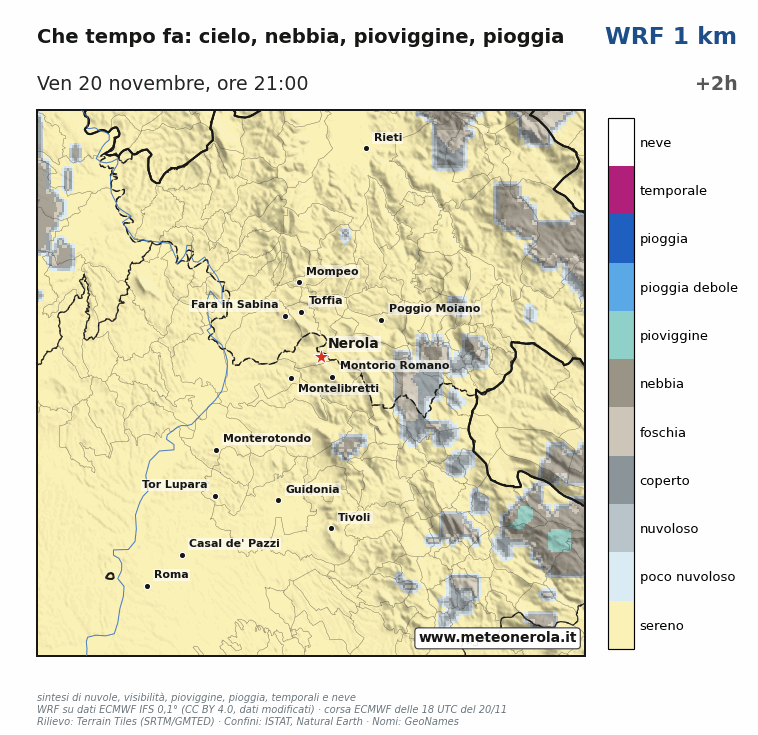 Che tempo fa: cielo, nebbia, pioviggine, pioggia
WRF 1 km
Ven 20 novembre, ore 21:00
+2h
Rieti
Mompeo
Toffia
Fara in Sabina
Poggio Moiano
Nerola
Montorio Romano
Montelibretti
Monterotondo
Tor Lupara
Guidonia
Tivoli
Casal de' Pazzi
Roma
www.meteonerola.it
neve
temporale
pioggia
pioggia debole
pioviggine
nebbia
foschia
coperto
nuvoloso
poco nuvoloso
sereno
sintesi di nuvole, visibilità, pioviggine, pioggia, temporali e neve
WRF su dati ECMWF IFS 0,1° (CC BY 4.0, dati modificati) · corsa ECMWF delle 18 UTC del 20/11
Rilievo: Terrain Tiles (SRTM/GMTED) · Confini: ISTAT, Natural Earth · Nomi: GeoNames